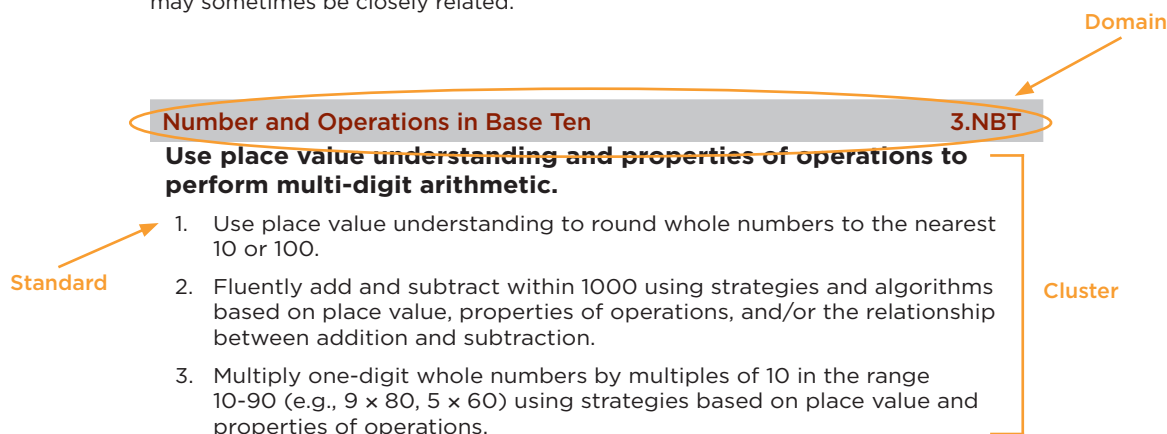 may sometimes be closely related.
Domain
Number and Operations in Base Ten 3.NBT
Use place value understanding and properties of operations to
perform multi-digit arithmetic.
1. Use place value understanding to round whole numbers to the nearest
10 or 100.
Standard
2. Fluently add and subtract within 1000 using strategies and algorithms
based on place value, properties of operations, and/or the relationship
between addition and subtraction.
Cluster
3. Multiply one-digit whole numbers by multiples of 10 in the range
10-90 (e.g., 9 × 80, 5 × 60) using strategies based on place value and
properties of operations.